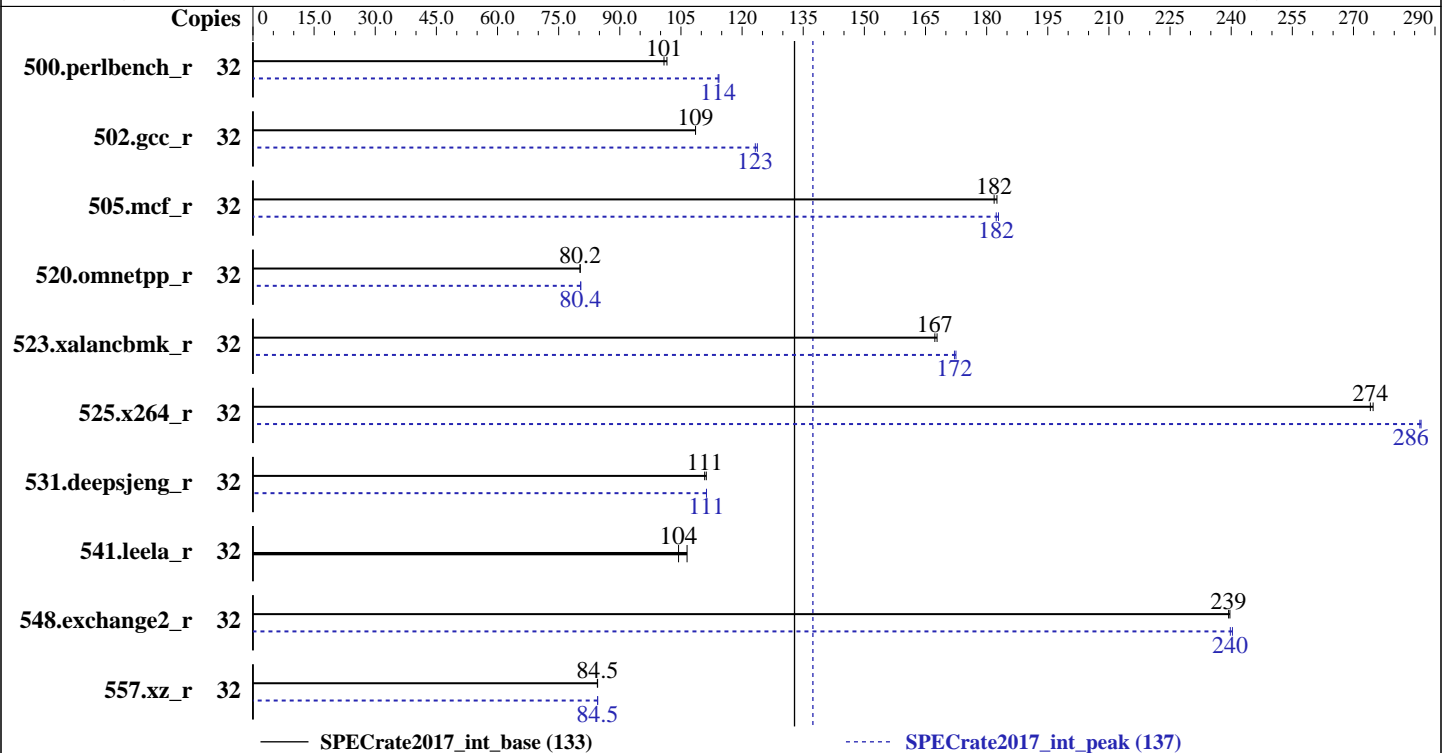 Copies 0 15.0 30.0 45.0 60.0 75.0 90.0 105 120 135 150 165 180 195 210 225 240 255 270 290
101
500.perlbench_r 32
114
109
502.gcc_r 32
123
182
505.mcf_r 32
182
80.2
520.omnetpp_r 32
80.4
167
523.xalancbmk_r 32
172
274
525.x264_r 32
286
111
531.deepsjeng_r 32
111
104
541.leela_r 32
239
548.exchange2_r 32
240
84.5
557.xz_r 32
84.5
SPECrate2017_int_base (133) SPECrate2017_int_peak (137)